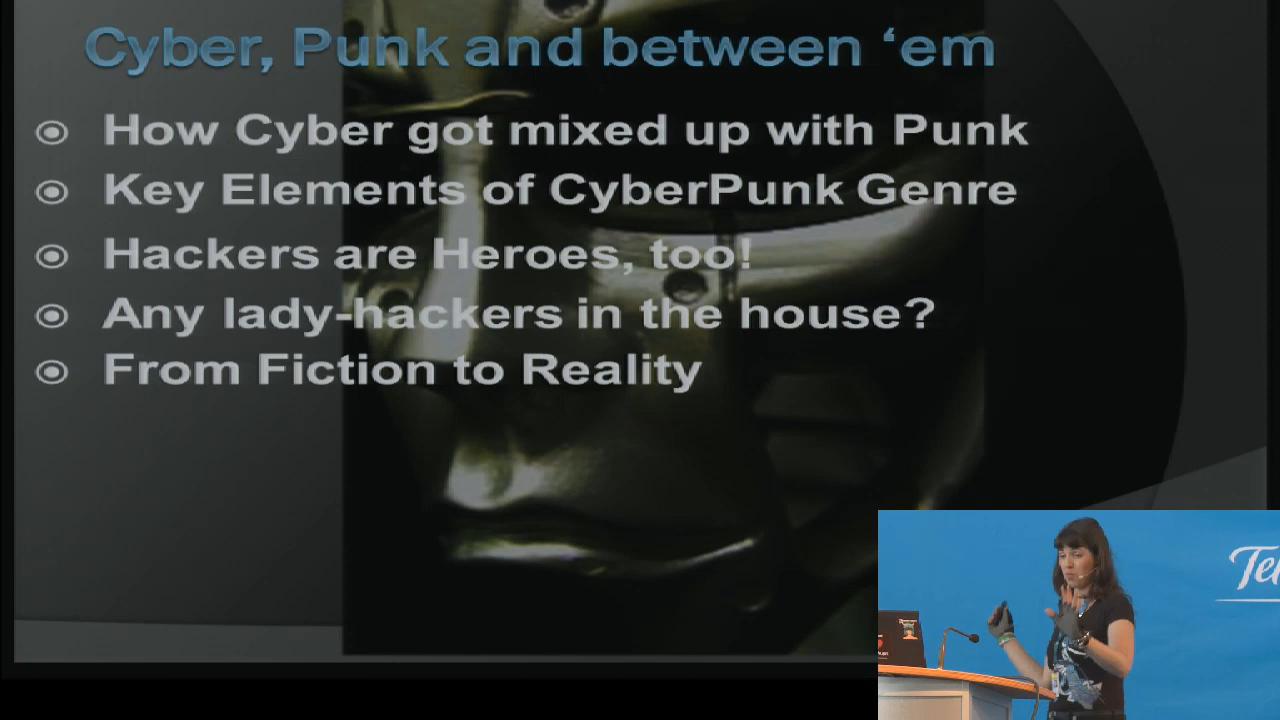 Cyber, Punk and between ‘em
How Cyber got mixed up with Punk
Key Elements of CyberPunk Genre
Hackers are Heroes, too!
Any lady-hackers in the house?
From Fiction to Reality